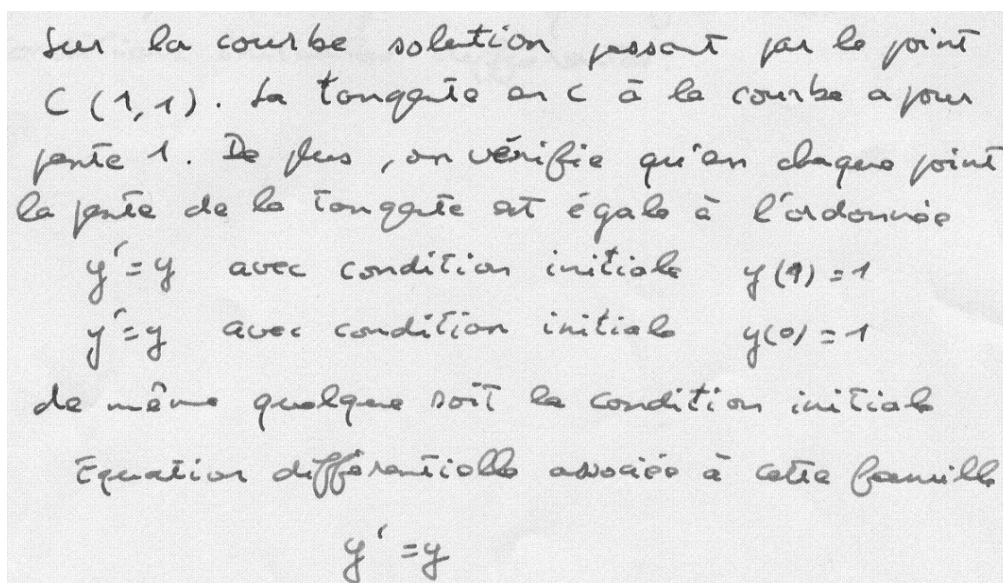 Sur la courbe solution passant par le point
C (1,1). La tangente en C à la courbe a pour
pente 1. De plus, on vérifie qu'en chaque point
la pente de la tangente est égale à l'ordonnée
y'=y avec condition initiale y(1)=1
y'=y avec condition initiale y(0)=1
de même quelque soit la condition initiale
Equation différentielle associée à cette famille
y'=y